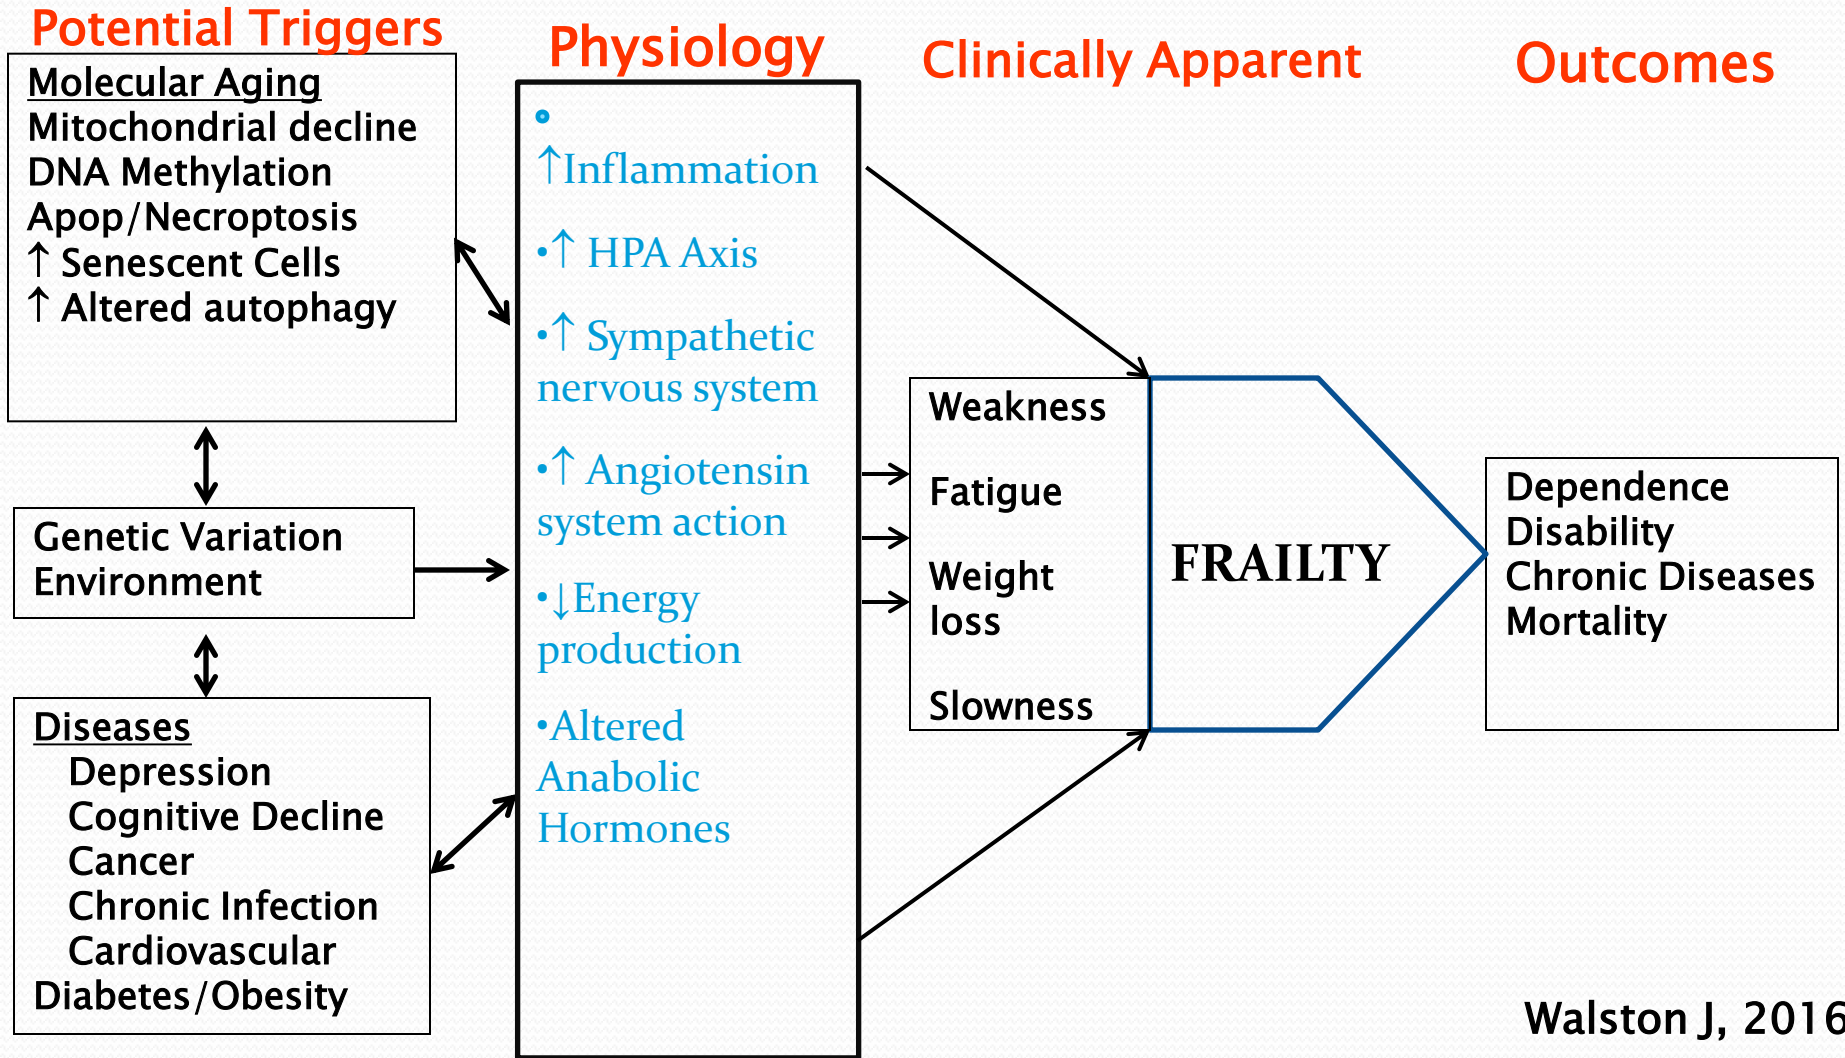 Potential Triggers
Molecular Aging
Mitochondrial decline
DNA Methylation
Apop/Necroptosis
↑ Senescent Cells
↑ Altered autophagy
Genetic Variation
Environment
Diseases
Depression
Cognitive Decline
Cancer
Chronic Infection
Cardiovascular
Diabetes/Obesity
Physiology
•
↑Inflammation
•↑ HPA Axis
•↑ Sympathetic
nervous system
•↑ Angiotensin
system action
•↓Energy
production
•Altered
Anabolic
Hormones
Clinically Apparent
Weakness
Fatigue
Weight
loss
Slowness
FRAILTY
Outcomes
Dependence
Disability
Chronic Diseases
Mortality
Walston J, 2016